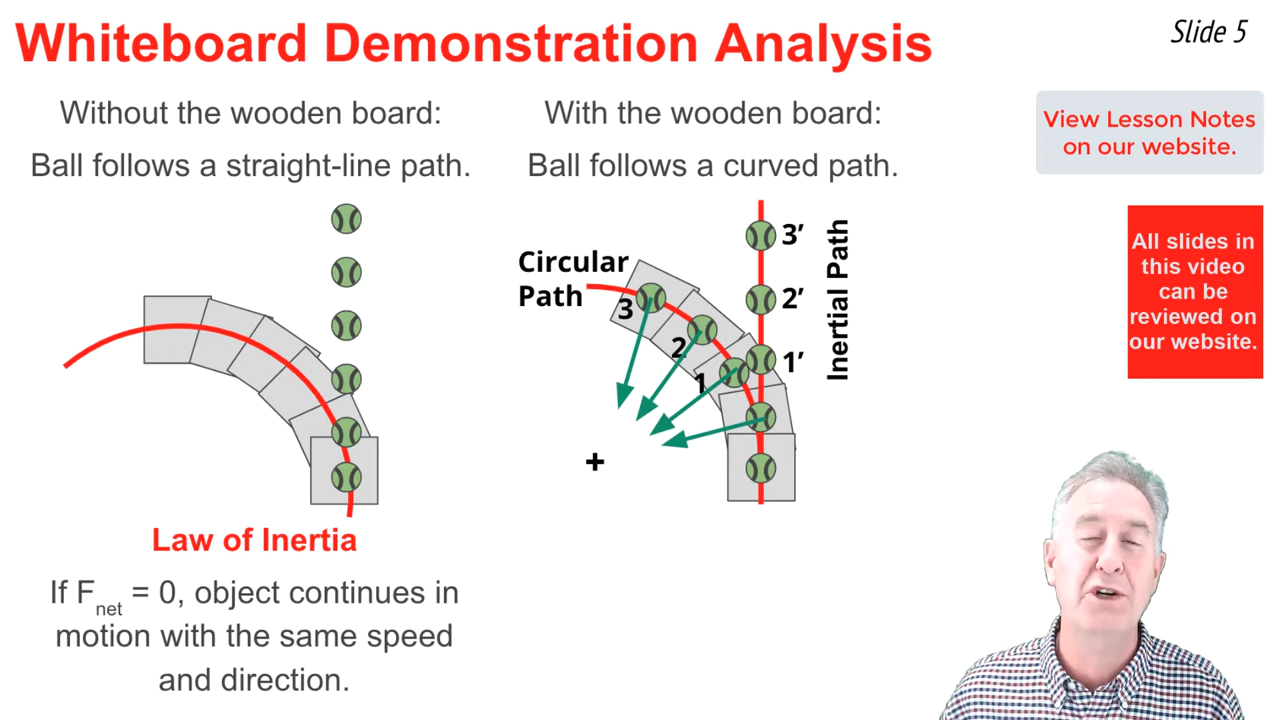 Whiteboard Demonstration Analysis
Slide 5
Without the wooden board:
Ball follows a straight-line path.
With the wooden board:
Ball follows a curved path.
View Lesson Notes
on our website.
All slides in
this video
can be
reviewed on
our website.
Circular
Path
3
2
1
3’
2’
1’
Inertial Path
+
Law of Inertia
If Fnet = 0, object continues in
motion with the same speed
and direction.